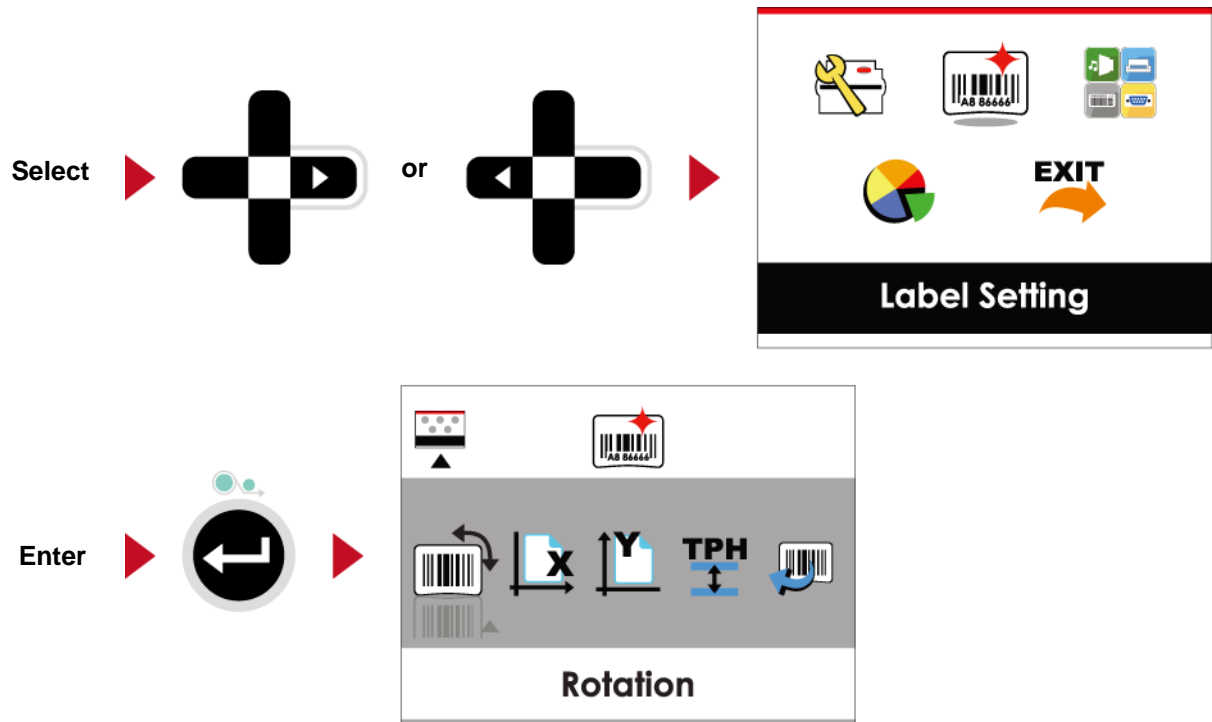 Select
or
A8 86666
EXIT
Label Setting
Enter
A8 86666
X
Y
TPH
Rotation